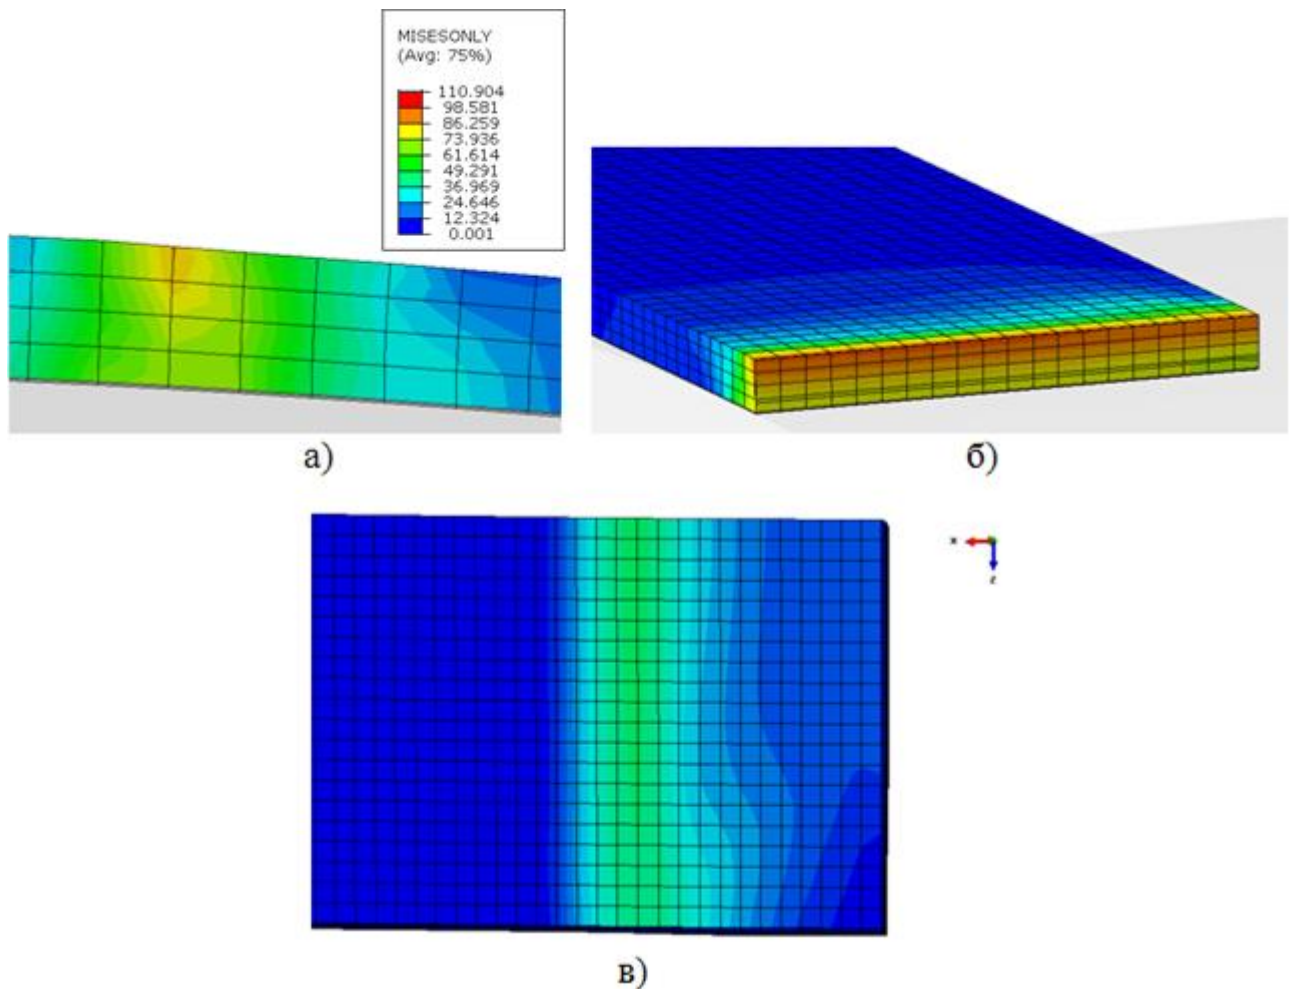 MISESONLY
(Avg: 75%)
110.904
98.581
86.259
73.936
61.614
49.291
36.969
24.646
12.324
0.001
а)
б)
x
z
в)